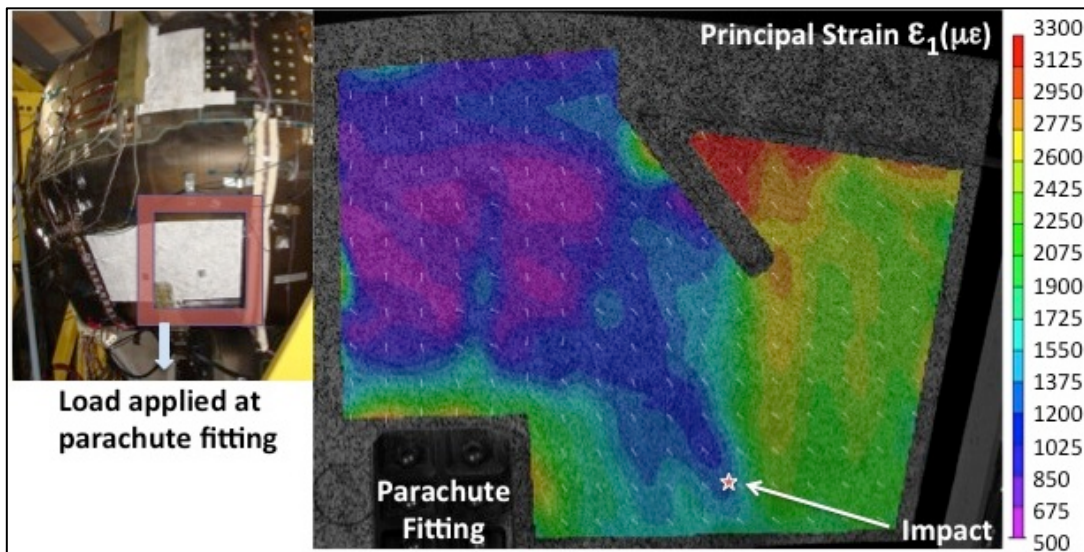 Principal Strain ε₁(με)
3300
3125
2950
2775
2600
2425
2250
2075
1900
1725
1550
1375
1200
1025
850
675
500
Load applied at
parachute fitting
Parachute
Fitting
Impact